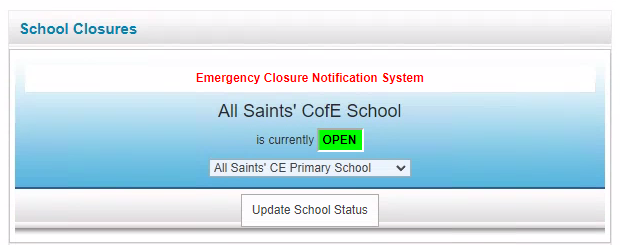 School Closures
Emergency Closure Notification System
All Saints' CofE School
is currently OPEN
All Saints' CE Primary School
Update School Status